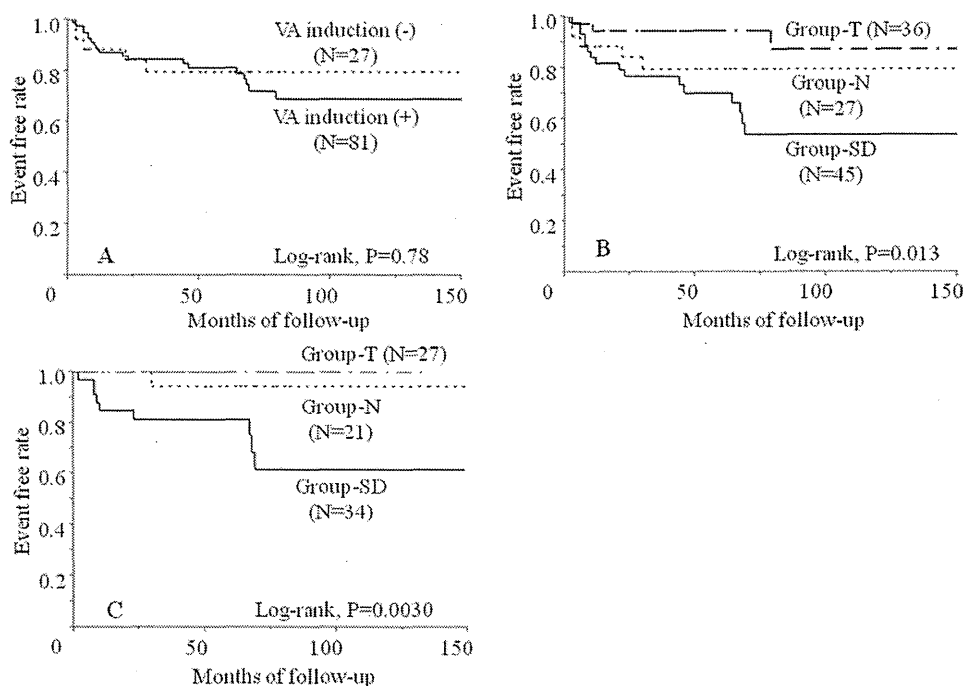 1.0
0.8
0.6
0.4
0.2
0
50
100
150
Event free rate
Months of follow-up
VA induction (-)
(N=27)
VA induction (+)
(N=81)
A
Log-rank, P=0.78
1.0
0.8
0.6
0.4
0.2
0
50
100
150
Event free rate
Months of follow-up
Group-T (N=36)
Group-N
(N=27)
Group-SD
(N=45)
B
Log-rank, P=0.013
1.0
0.8
0.6
0.4
0.2
0
50
100
150
Event free rate
Months of follow-up
Group-T (N=27)
Group-N
(N=21)
Group-SD
(N=34)
C
Log-rank, P=0.0030